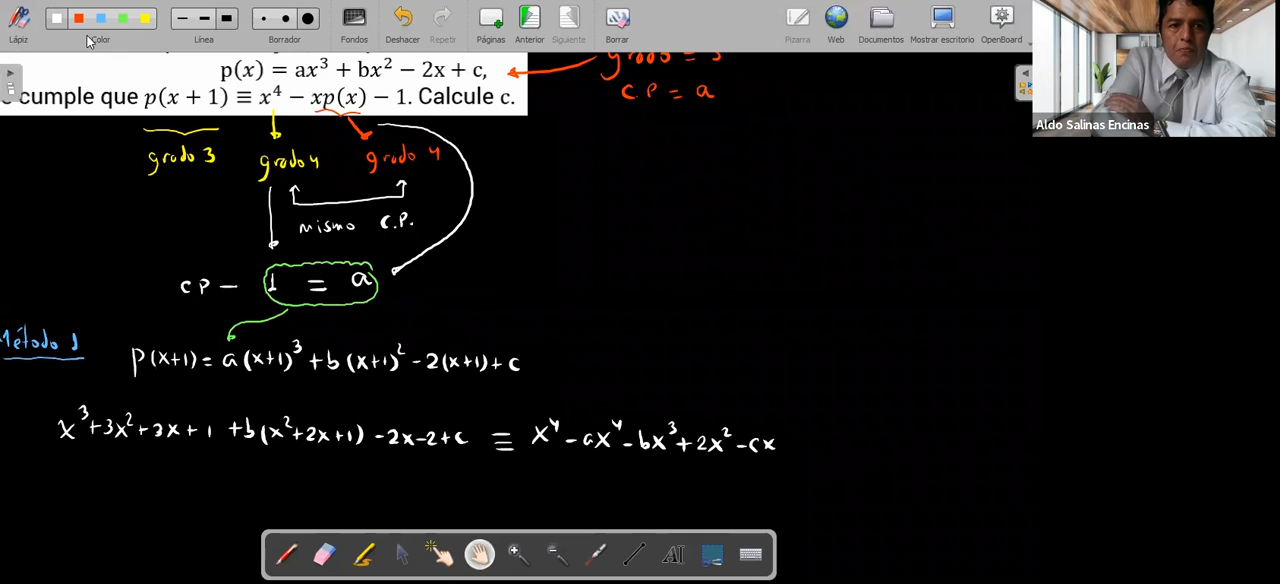 Lápiz Color Línea Borrador Fondos Deshacer Repetir Páginas Anterior Siguiente Borrar Pizarra Web Documentos Mostrar escritorio OpenBoard
p(x) = ax³ + bx² − 2x + c,
cumple que p(x + 1) ≡ x⁴ − xp(x) − 1. Calcule c.
C.P = a
Aldo Salinas Encinas
grado 3 grado 4 grado 4
mismo C.P.
CP − 1 = a
Método 1
P(x+1) = a(x+1)³ + b(x+1)² − 2(x+1) + c
x³+3x²+3x+1 +b(x²+2x+1) −2x−2+c ≡ x⁴ − ax⁴ − bx³ + 2x² − cx
AI